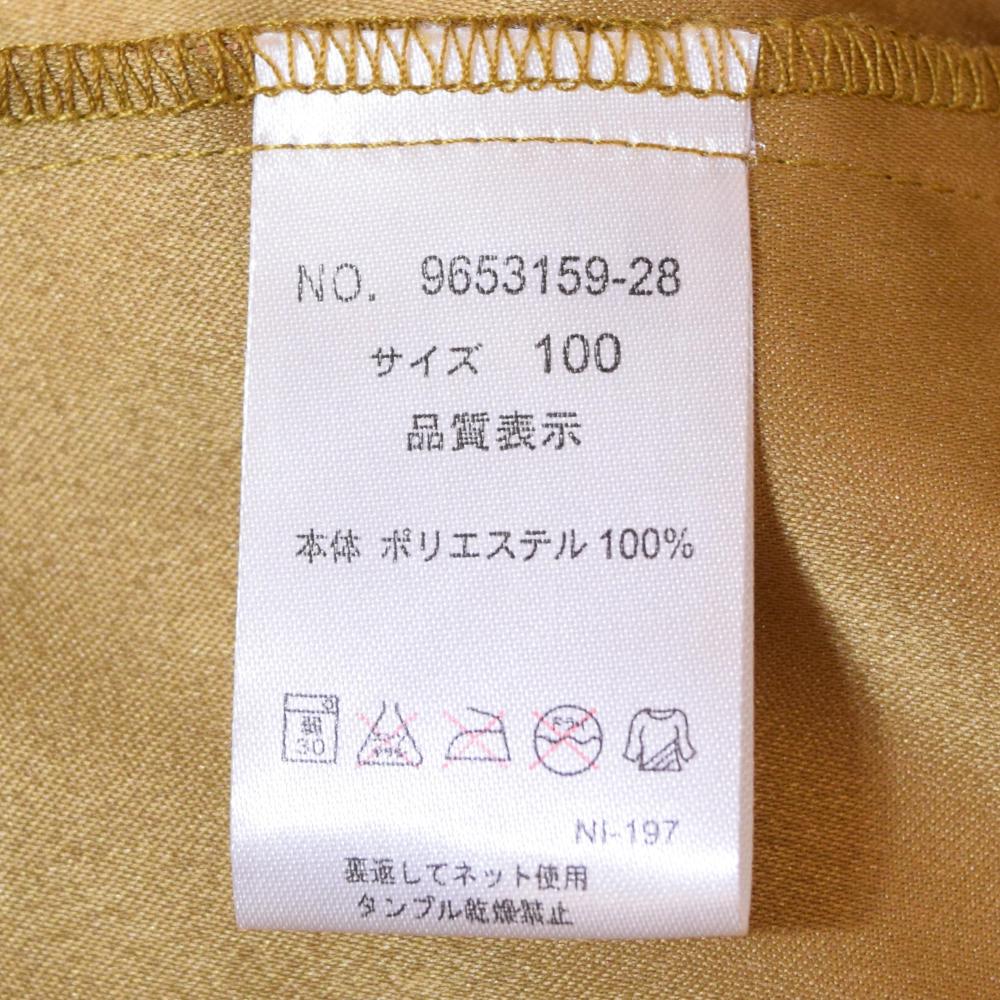 NO. 9653159-28
サイズ 100
品質表示
本体 ポリエステル 100%
30
NI-197
裏返してネット使用
タンブル乾燥禁止